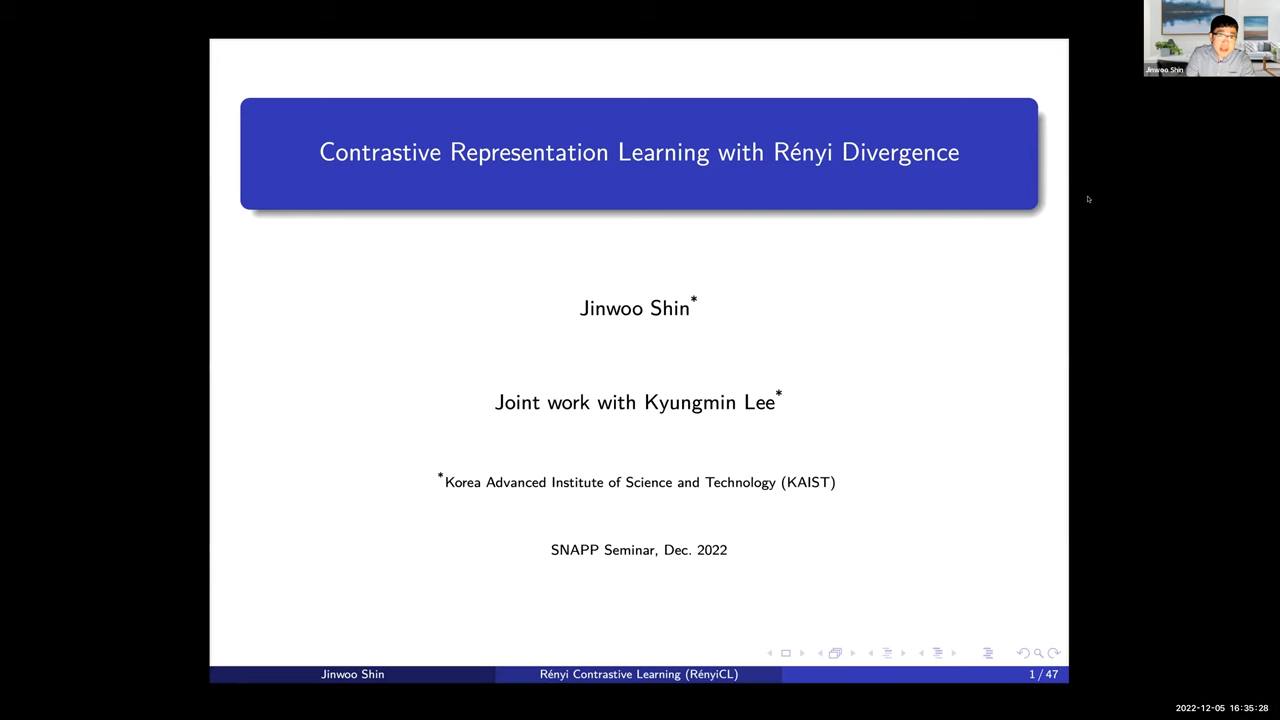 Jinwoo Shin
Contrastive Representation Learning with Rényi Divergence
Jinwoo Shin*
Joint work with Kyungmin Lee*
*Korea Advanced Institute of Science and Technology (KAIST)
SNAPP Seminar, Dec. 2022
Jinwoo Shin
Rényi Contrastive Learning (RényiCL)
1 / 47
2022-12-05 16:35:28